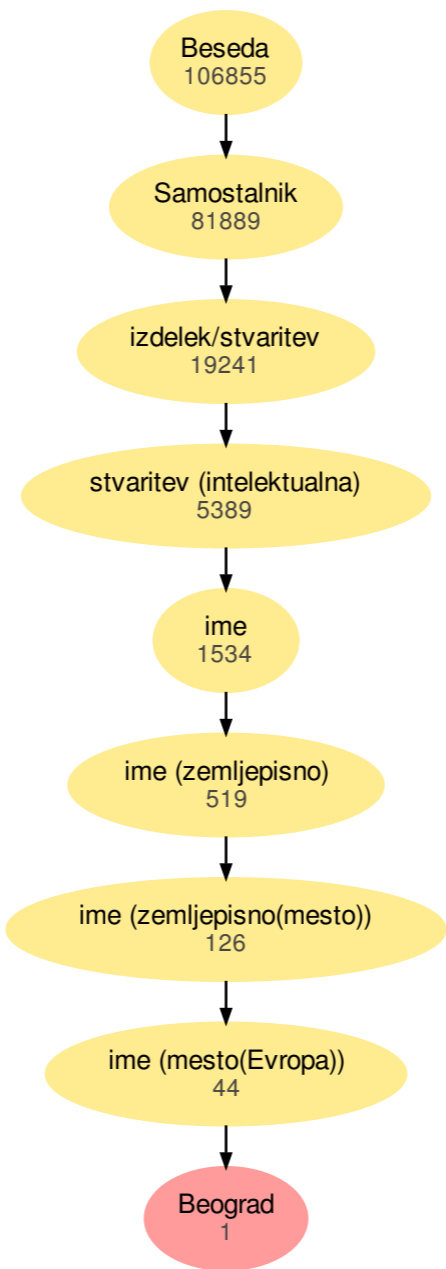 Beseda
106855
Samostalnik
81889
izdelek/stvaritev
19241
stvaritev (intelektualna)
5389
ime
1534
ime (zemljepisno)
519
ime (zemljepisno(mesto))
126
ime (mesto(Evropa))
44
Beograd
1